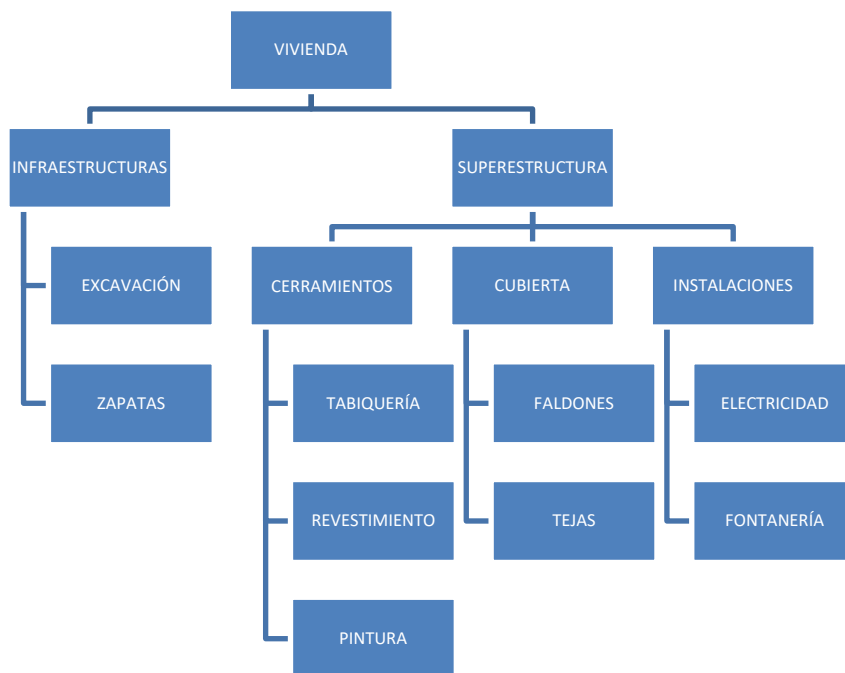 VIVIENDA
INFRAESTRUCTURAS
SUPERESTRUCTURA
EXCAVACIÓN
CERRAMIENTOS
CUBIERTA
INSTALACIONES
ZAPATAS
TABIQUERÍA
FALDONES
ELECTRICIDAD
REVESTIMIENTO
TEJAS
FONTANERÍA
PINTURA